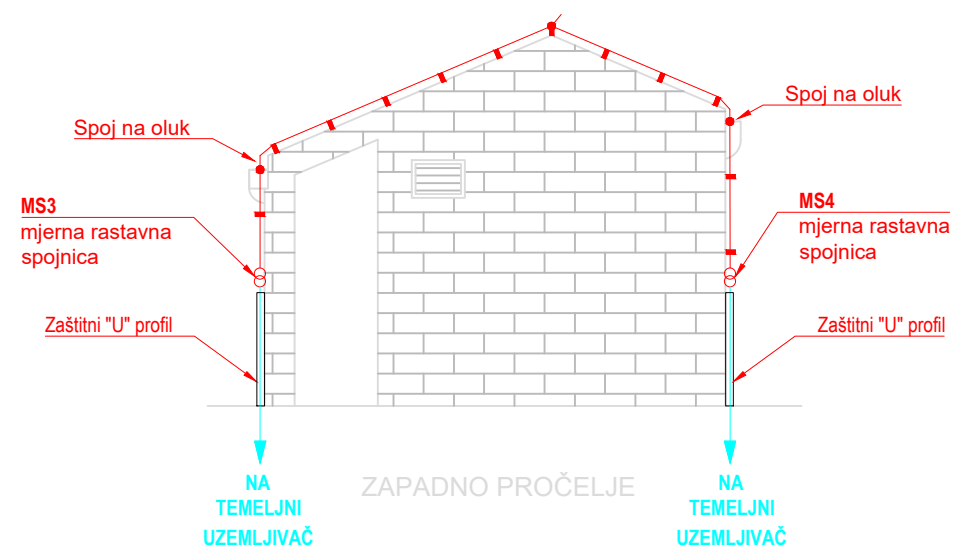 Spoj na oluk
Spoj na oluk
MS3
mjerna rastavna
spojnica
MS4
mjerna rastavna
spojnica
Zaštitni "U" profil
Zaštitni "U" profil
NA
TEMELJNI
UZEMLJIVAČ
ZAPADNO PROČELJE
NA
TEMELJNI
UZEMLJIVAČ